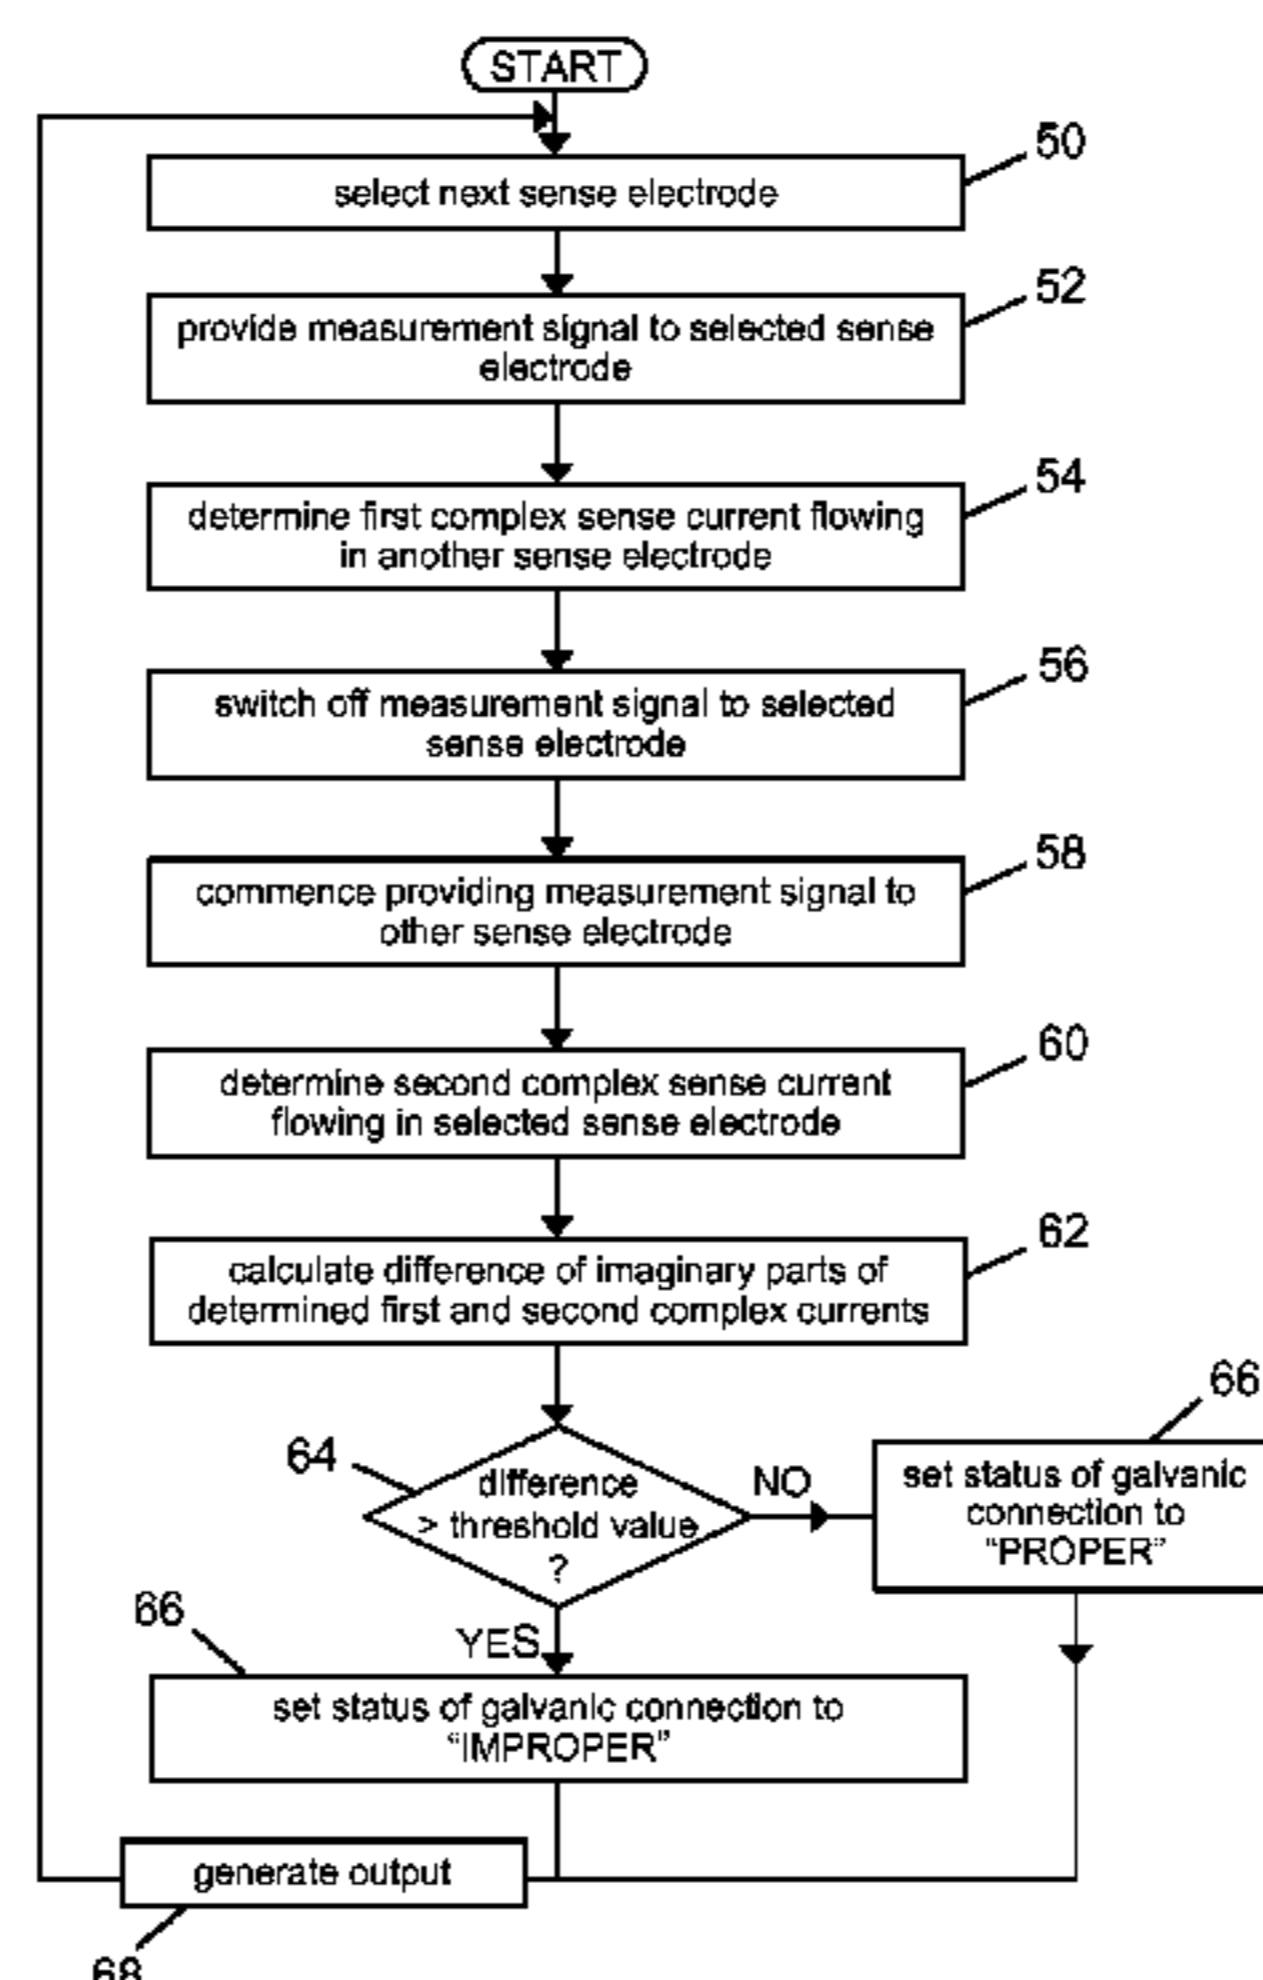 START
50
select next sense electrode
52
provide measurement signal to selected sense
electrode
54
determine first complex sense current flowing
in another sense electrode
56
switch off measurement signal to selected
sense electrode
58
commence providing measurement signal to
other sense electrode
60
determine second complex sense current
flowing in selected sense electrode
62
calculate difference of imaginary parts of
determined first and second complex currents
64
difference
> threshold value
?
NO
66
set status of galvanic
connection to
“PROPER”
YES
66
set status of galvanic connection to
“IMPROPER”
generate output
68